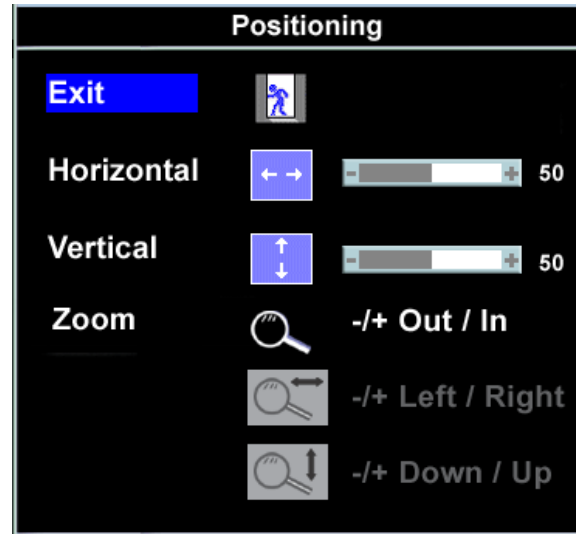 Positioning
Exit
Horizontal - + 50
Vertical - + 50
Zoom -/+ Out / In
-/+ Left / Right
-/+ Down / Up